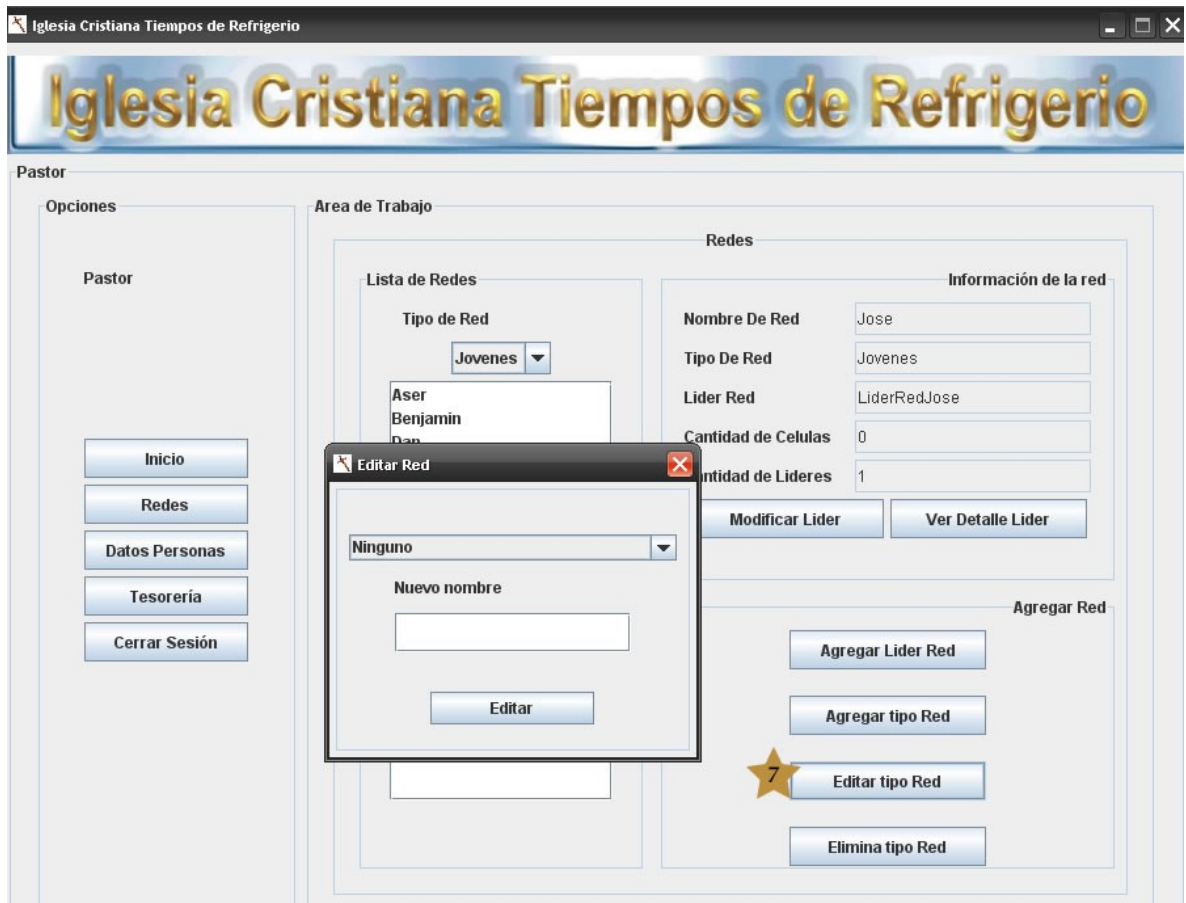 Iglesia Cristiana Tiempos de Refrigerio
Iglesia Cristiana Tiempos de Refrigerio
Pastor
Opciones
Pastor
Inicio
Redes
Datos Personas
Tesorería
Cerrar Sesión
Area de Trabajo
Redes
Lista de Redes
Tipo de Red
Jovenes
Aser
Benjamin
Dan
Información de la red
Nombre De Red Jose
Tipo De Red Jovenes
Lider Red LiderRedJose
Cantidad de Celulas 0
antidad de Lideres 1
Modificar Lider Ver Detalle Lider
Editar Red
Ninguno
Nuevo nombre
Editar
Agregar Red
Agregar Lider Red
Agregar tipo Red
7 Editar tipo Red
Elimina tipo Red